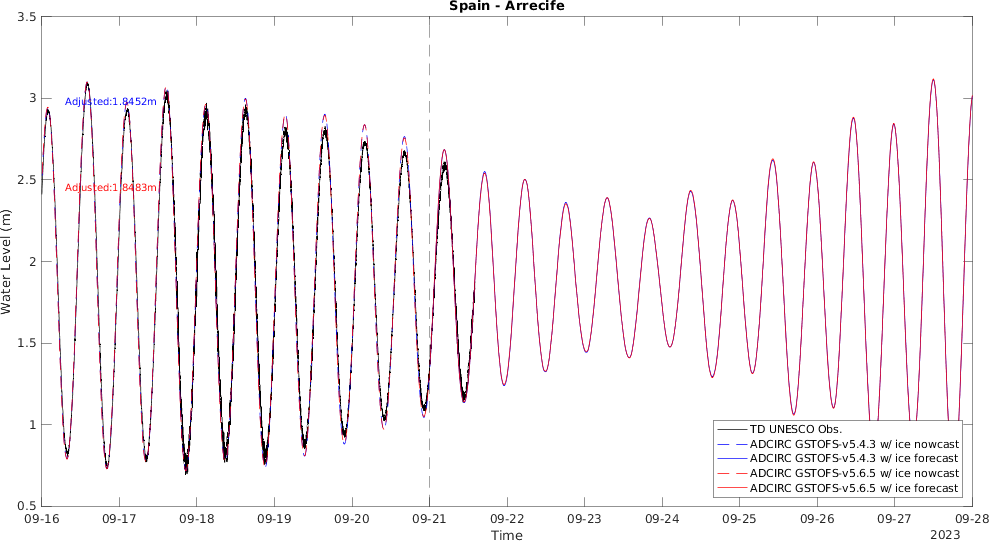 Spain - Arrecife
3.5
3
2.5
2
1.5
1
0.5
Water Level (m)
Adjusted:1.8452m
Adjusted:1.8483m
TD UNESCO Obs.
ADCIRC GSTOFS-v5.4.3 w/ ice nowcast
ADCIRC GSTOFS-v5.4.3 w/ ice forecast
ADCIRC GSTOFS-v5.6.5 w/ ice nowcast
ADCIRC GSTOFS-v5.6.5 w/ ice forecast
09-16 09-17 09-18 09-19 09-20 09-21 09-22 09-23 09-24 09-25 09-26 09-27 09-28
Time
2023